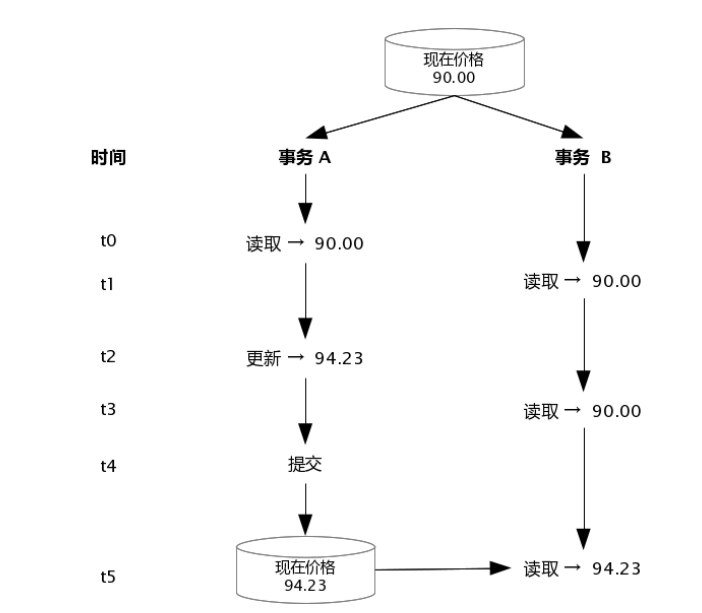 现在价格
90.00
时间 事务 A 事务 B
t0 读取 → 90.00
t1 读取 → 90.00
t2 更新 → 94.23
t3 读取 → 90.00
t4 提交
现在价格
94.23
t5 读取 → 94.23